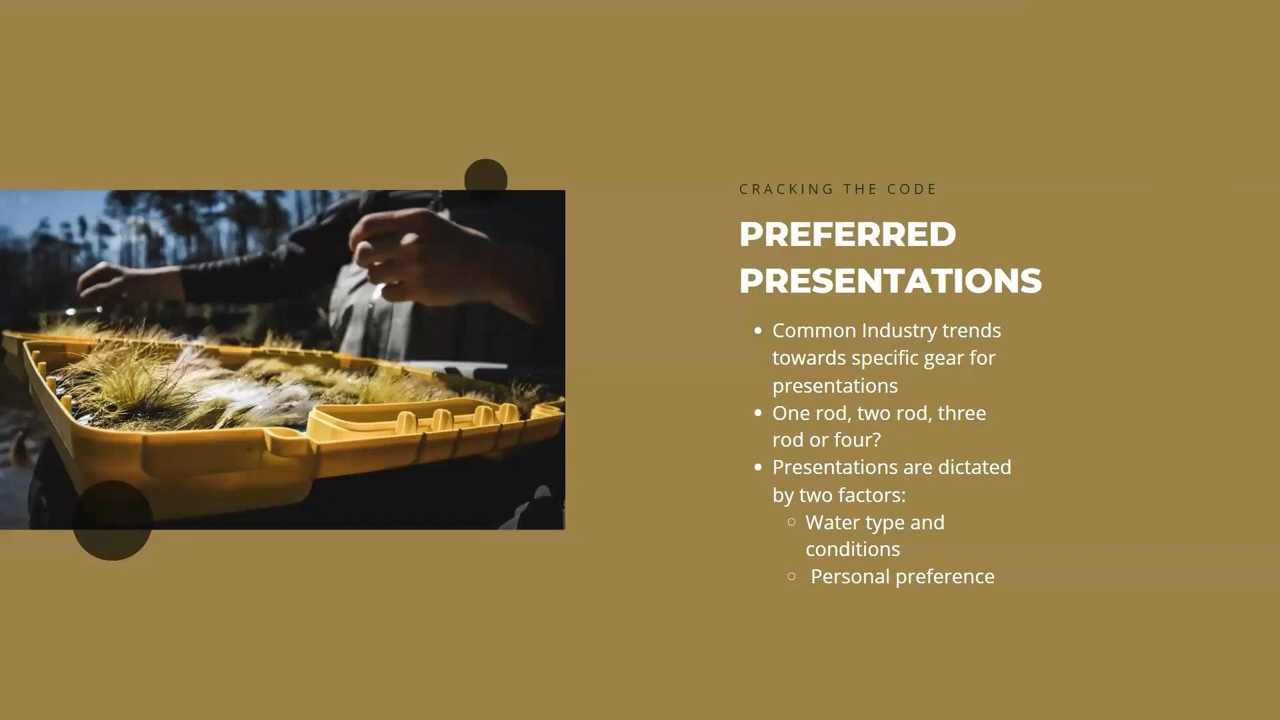 CRACKING THE CODE
PREFERRED
PRESENTATIONS
• Common Industry trends
towards specific gear for
presentations
• One rod, two rod, three
rod or four?
• Presentations are dictated
by two factors:
○ Water type and
conditions
○ Personal preference